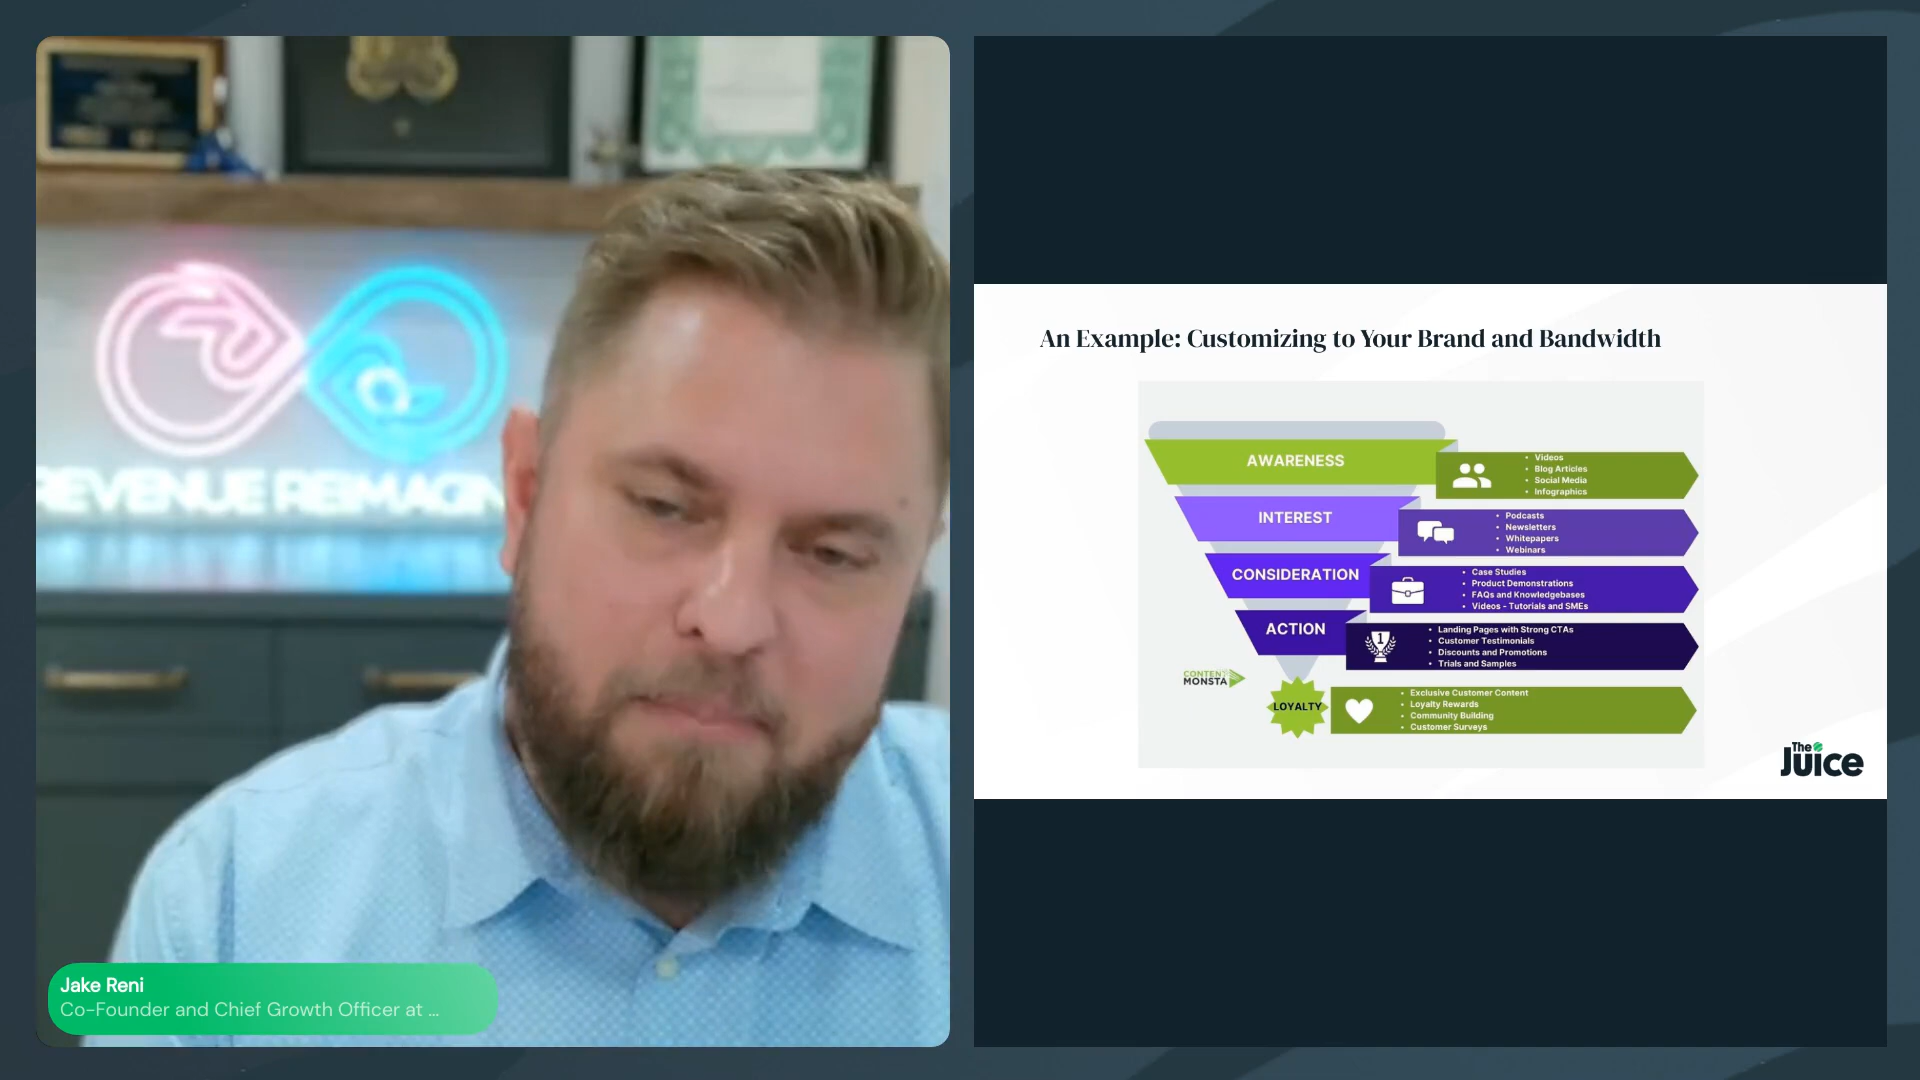 REVENUE REIMAGIN
Jake Reni
Co-Founder and Chief Growth Officer at ...
An Example: Customizing to Your Brand and Bandwidth
AWARENESS
• Videos
• Blog Articles
• Social Media
• Infographics
INTEREST
• Podcasts
• Newsletters
• Whitepapers
• Webinars
CONSIDERATION
• Case Studies
• Product Demonstrations
• FAQs and Knowledgebases
• Videos - Tutorials and SMEs
ACTION
1
• Landing Pages with Strong CTAs
• Customer Testimonials
• Discounts and Promotions
• Trials and Samples
CONTENT
MONSTA
LOYALTY
• Exclusive Customer Content
• Loyalty Rewards
• Community Building
• Customer Surveys
The
Juice